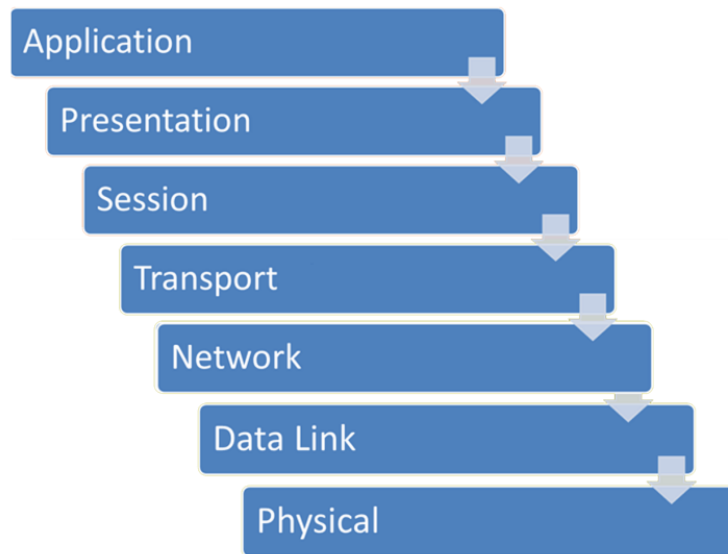 Application
Presentation
Session
Transport
Network
Data Link
Physical